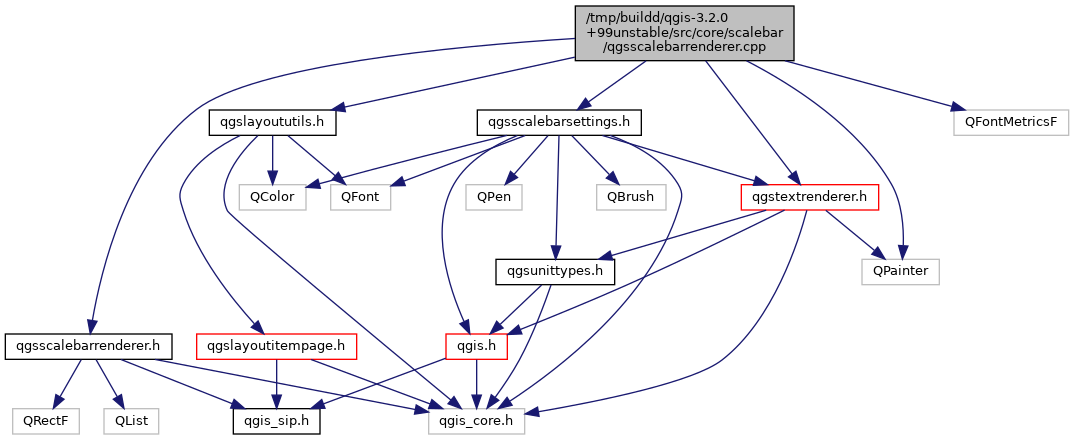 /tmp/buildd/qgis-3.2.0
+99unstable/src/core/scalebar
/qgsscalebarrenderer.cpp
qgslayoututils.h
qgsscalebarsettings.h
QFontMetricsF
QColor
QFont
QPen
QBrush
qgstextrenderer.h
qgsunittypes.h
QPainter
qgsscalebarrenderer.h
qgslayoutitempage.h
qgis.h
QRectF
QList
qgis_sip.h
qgis_core.h